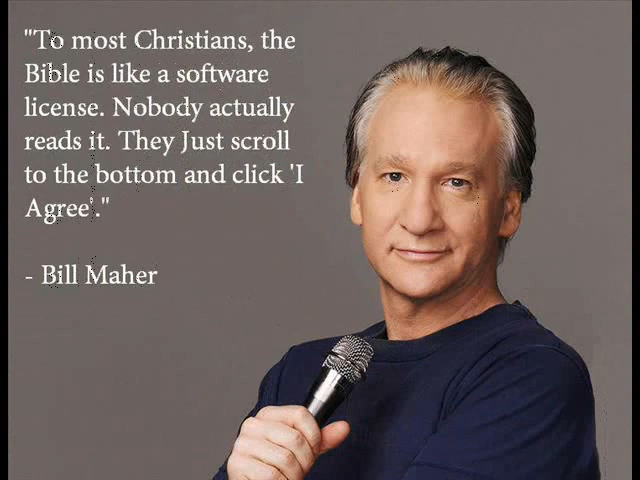 "To most Christians, the
Bible is like a software
license. Nobody actually
reads it. They Just scroll
to the bottom and click 'I
Agree'."
- Bill Maher